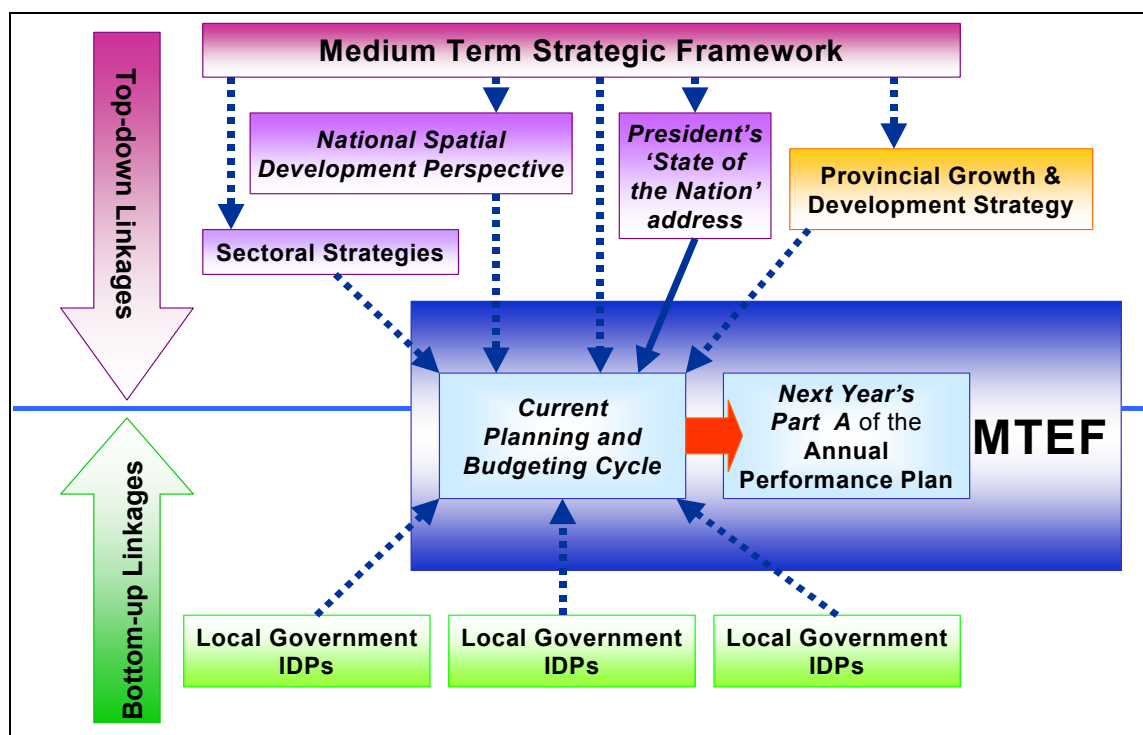 Medium Term Strategic Framework
Top-down Linkages
National Spatial
Development Perspective
President's
'State of
the Nation'
address
Provincial Growth &
Development Strategy
Sectoral Strategies
Current
Planning and
Budgeting Cycle
Next Year's
Part A of the
Annual
Performance Plan
MTEF
Bottom-up Linkages
Local Government
IDPs
Local Government
IDPs
Local Government
IDPs